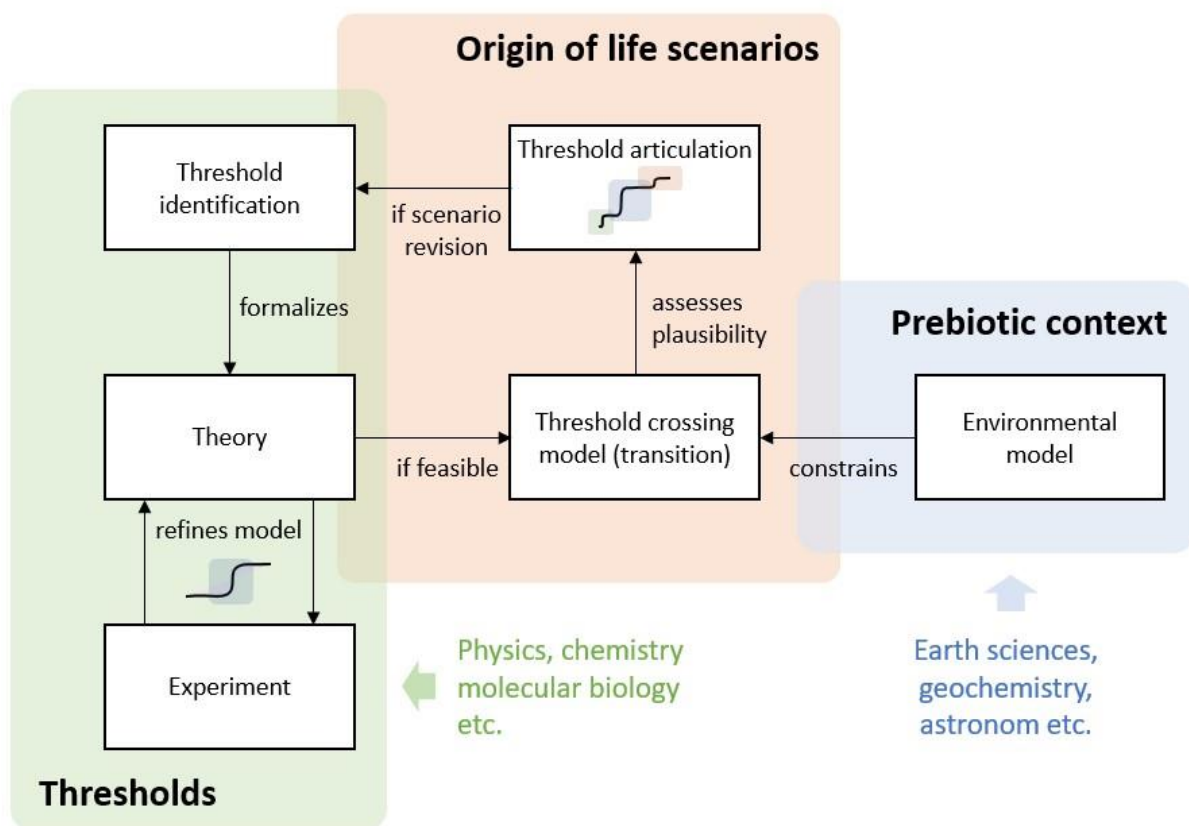 Origin of life scenarios
Threshold
identification
Threshold articulation
if scenario
revision
formalizes
assesses
plausibility
Prebiotic context
Theory
if feasible
Threshold crossing
model (transition)
constrains
Environmental
model
refines model
Experiment
Physics, chemistry
molecular biology
etc.
Earth sciences,
geochemistry,
astronom etc.
Thresholds